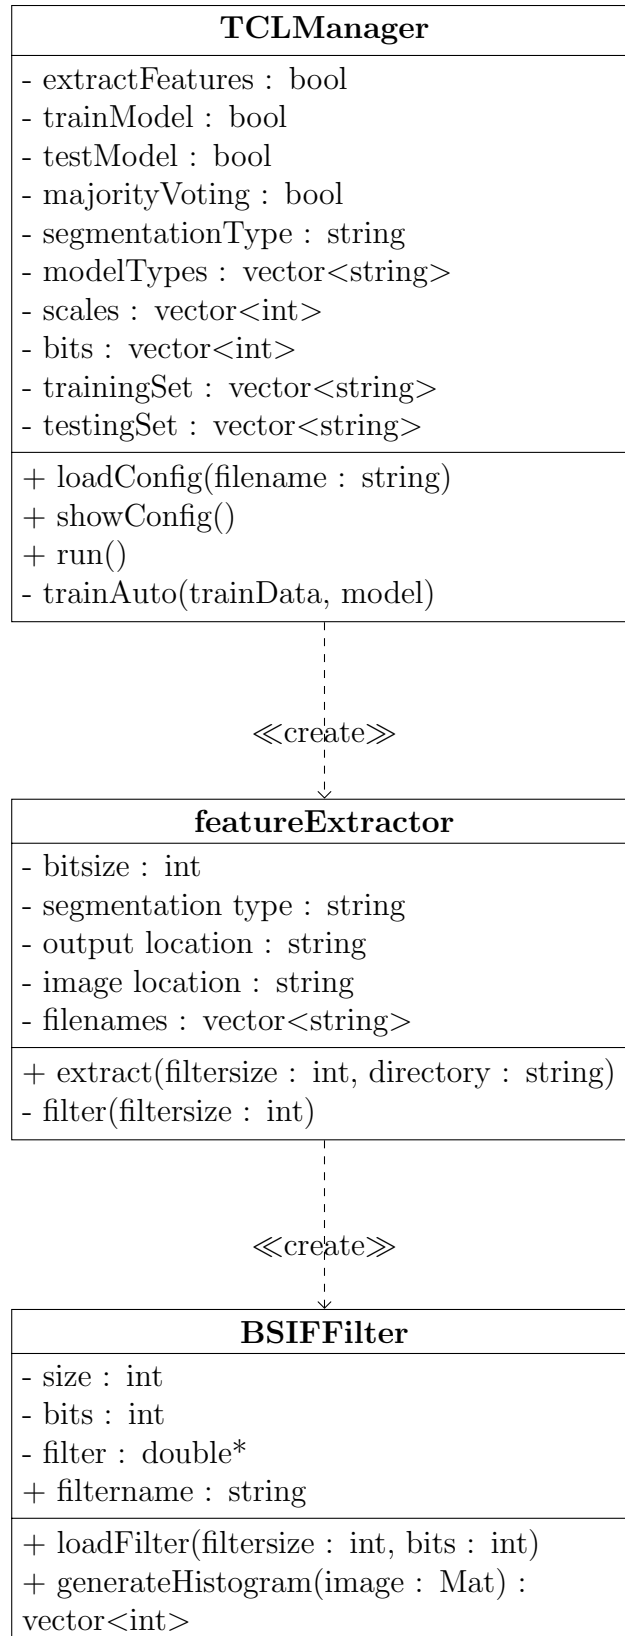 TCLManager
- extractFeatures : bool
- trainModel : bool
- testModel : bool
- majorityVoting : bool
- segmentationType : string
- modelTypes : vector<string>
- scales : vector<int>
- bits : vector<int>
- trainingSet : vector<string>
- testingSet : vector<string>
+ loadConfig(filename : string)
+ showConfig()
+ run()
- trainAuto(trainData, model)
≪create≫
featureExtractor
- bitsize : int
- segmentation type : string
- output location : string
- image location : string
- filenames : vector<string>
+ extract(filtersize : int, directory : string)
- filter(filtersize : int)
≪create≫
BSIFFilter
- size : int
- bits : int
- filter : double*
+ filtername : string
+ loadFilter(filtersize : int, bits : int)
+ generateHistogram(image : Mat) :
vector<int>